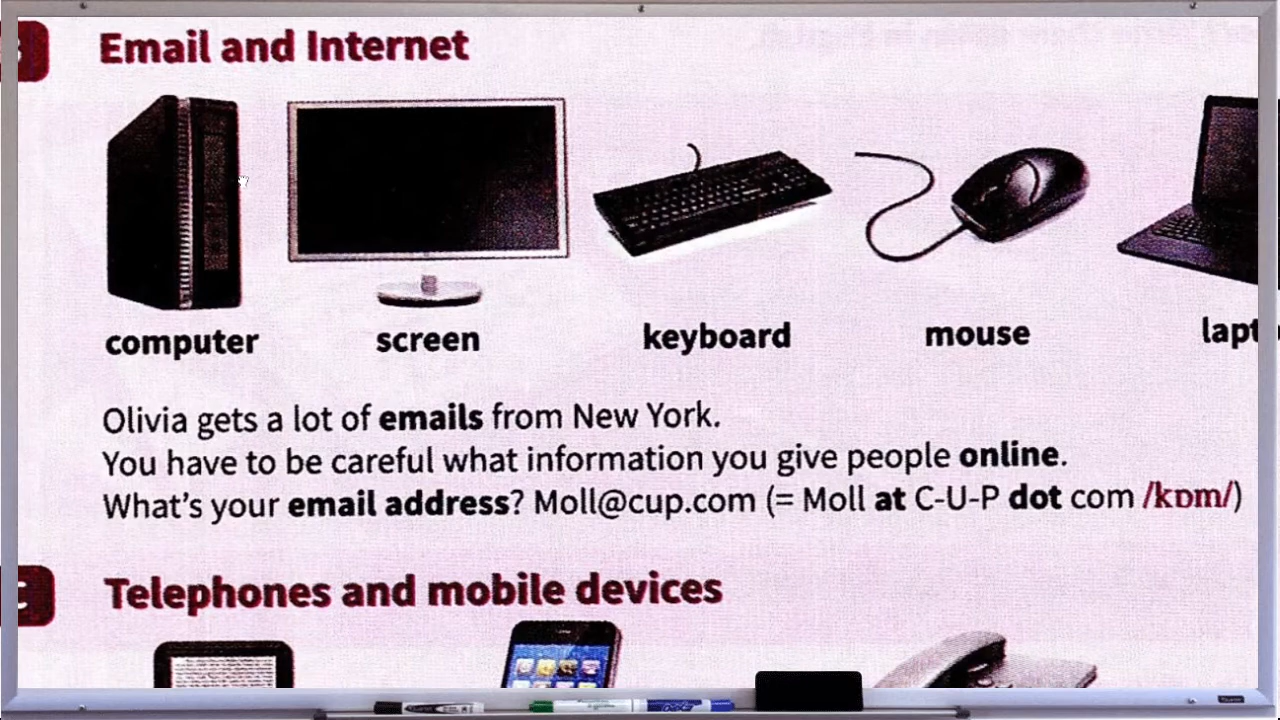 Email and Internet
computer screen keyboard mouse
Olivia gets a lot of emails from New York.
You have to be careful what information you give people online.
What's your email address? Moll@cup.com (= Moll at C-U-P dot com /kɒm/)
Telephones and mobile devices